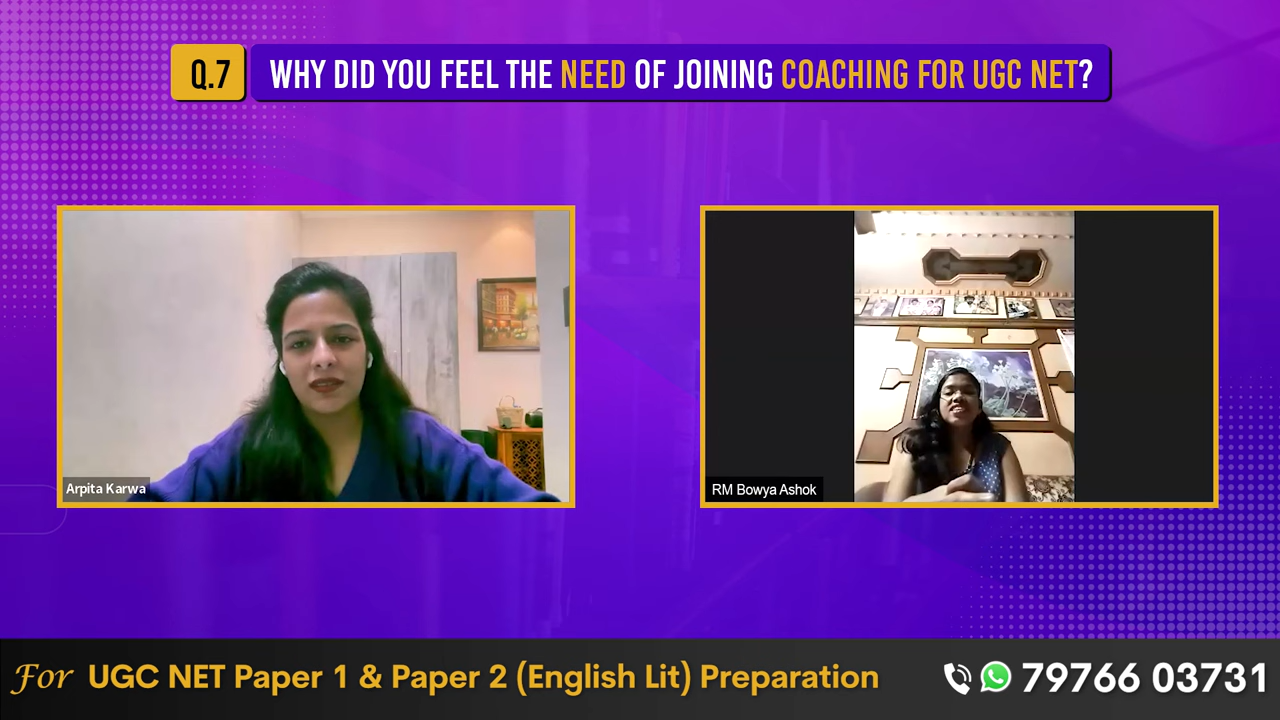 Q.7 WHY DID YOU FEEL THE NEED OF JOINING COACHING FOR UGC NET?
Arpita Karwa
RM Bowya Ashok
For UGC NET Paper 1 & Paper 2 (English Lit) Preparation 79766 03731